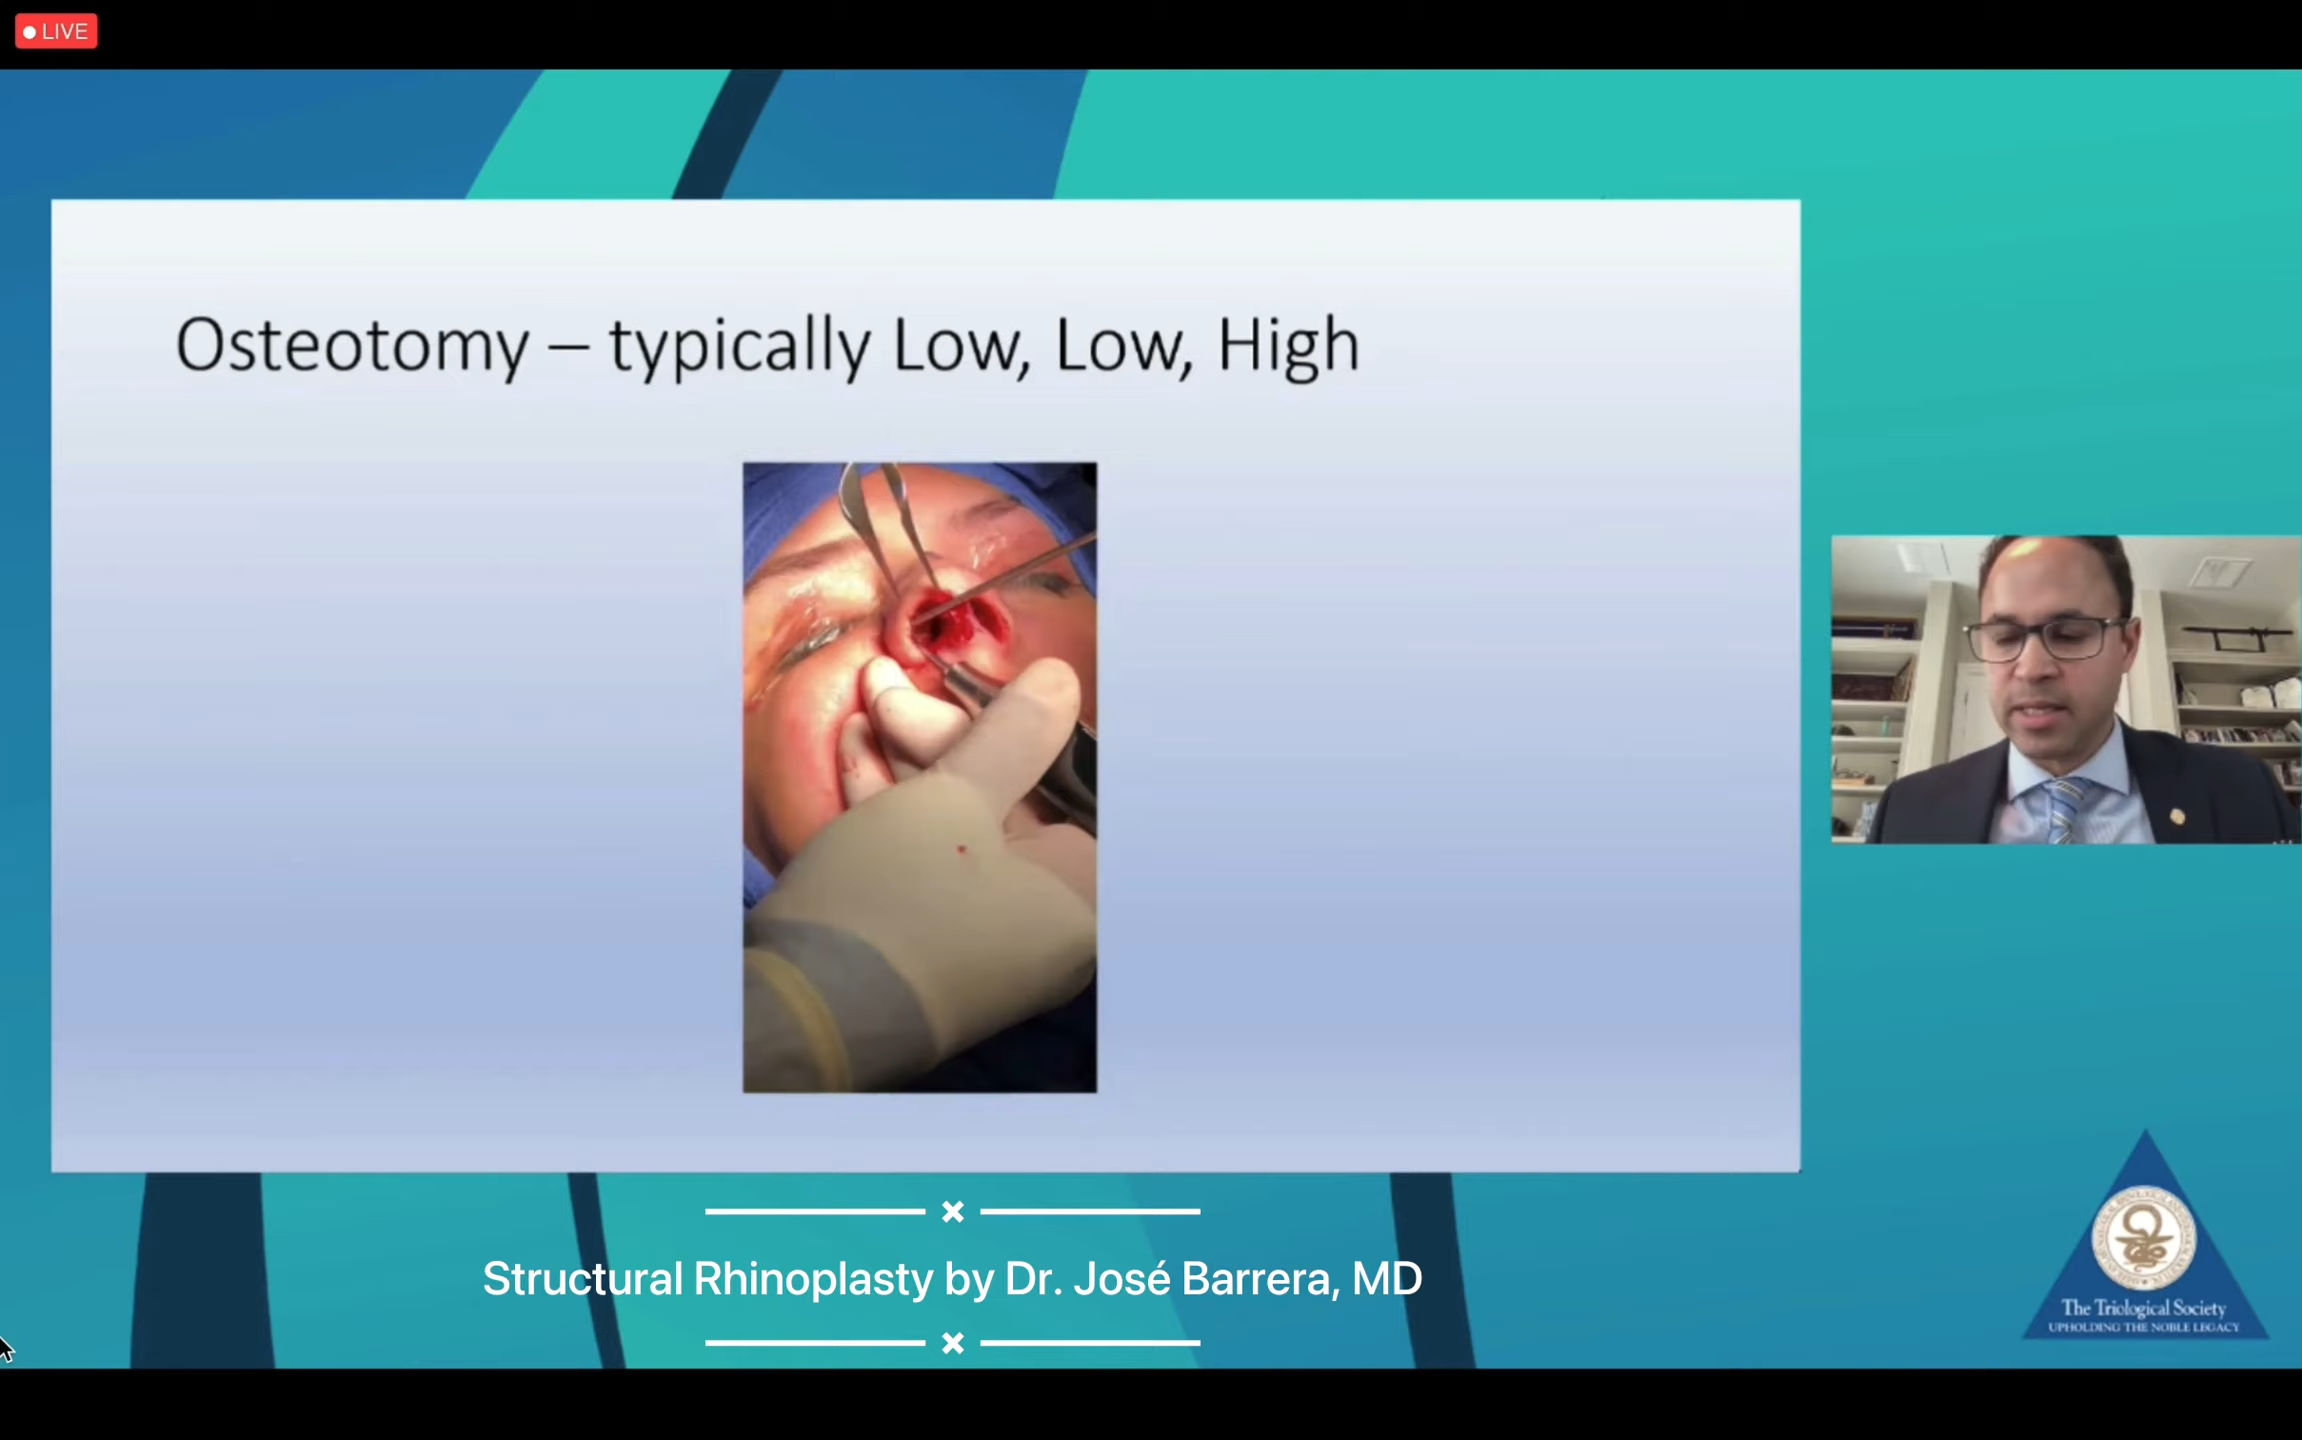 LIVE
Osteotomy – typically Low, Low, High
Structural Rhinoplasty by Dr. José Barrera, MD
The Triological Society
UPHOLDING THE NOBLE LEGACY